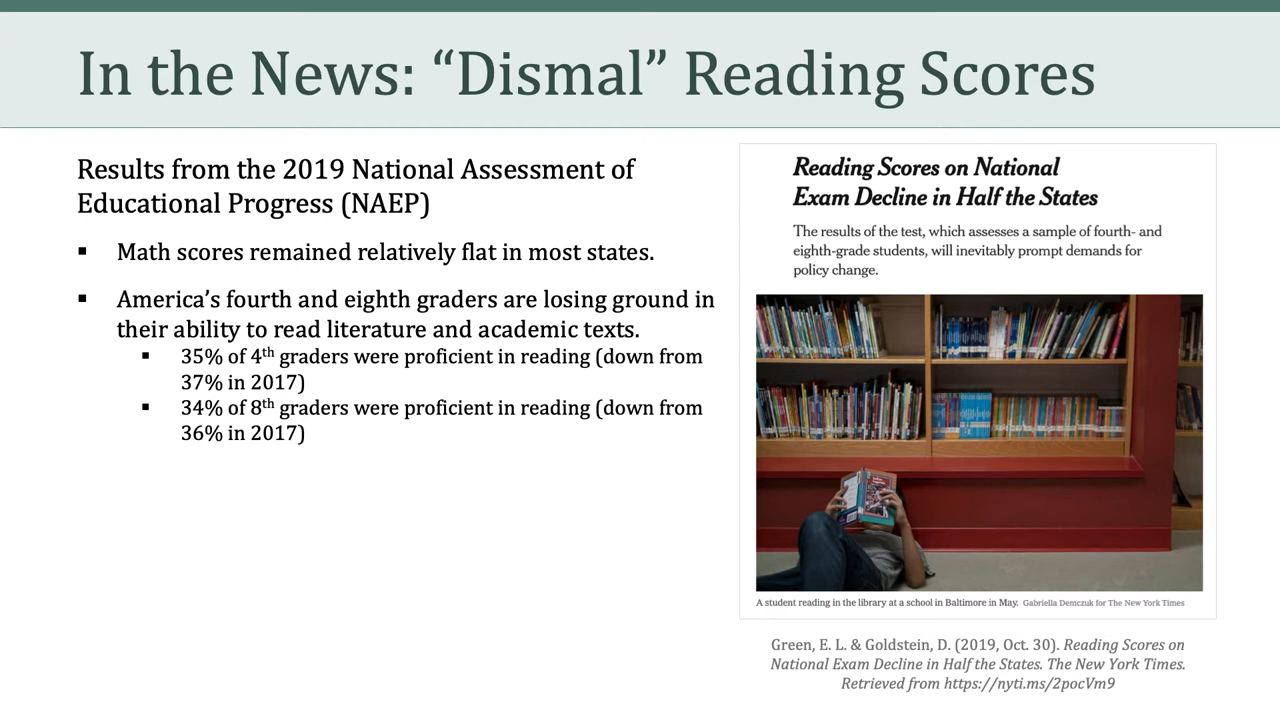 In the News: “Dismal” Reading Scores
Results from the 2019 National Assessment of
Educational Progress (NAEP)
▪ Math scores remained relatively flat in most states.
▪ America’s fourth and eighth graders are losing ground in
their ability to read literature and academic texts.
▪ 35% of 4th graders were proficient in reading (down from
37% in 2017)
▪ 34% of 8th graders were proficient in reading (down from
36% in 2017)
Reading Scores on National
Exam Decline in Half the States
The results of the test, which assesses a sample of fourth- and
eighth-grade students, will inevitably prompt demands for
policy change.
A student reading in the library at a school in Baltimore in May. Gabriella Demczuk for The New York Times
Green, E. L. & Goldstein, D. (2019, Oct. 30). Reading Scores on
National Exam Decline in Half the States. The New York Times.
Retrieved from https://nyti.ms/2pocVm9